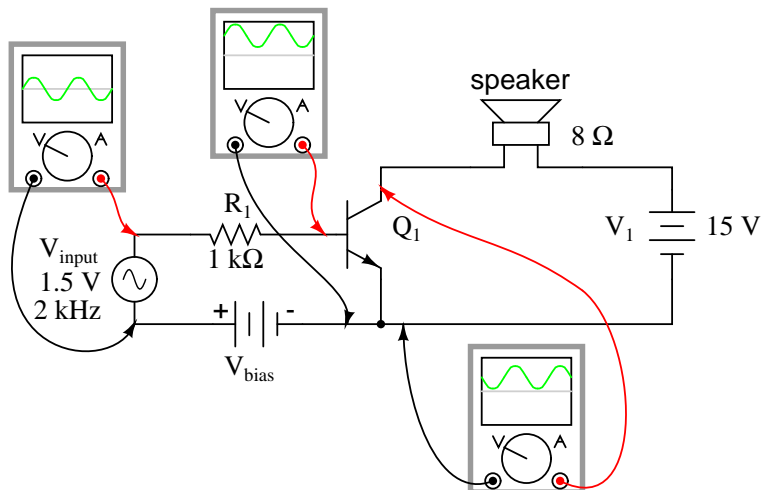 V A
V A
speaker
8 Ω
R1
1 kΩ
Q1
V1 15 V
Vinput
1.5 V
2 kHz
+ -
Vbias
V A